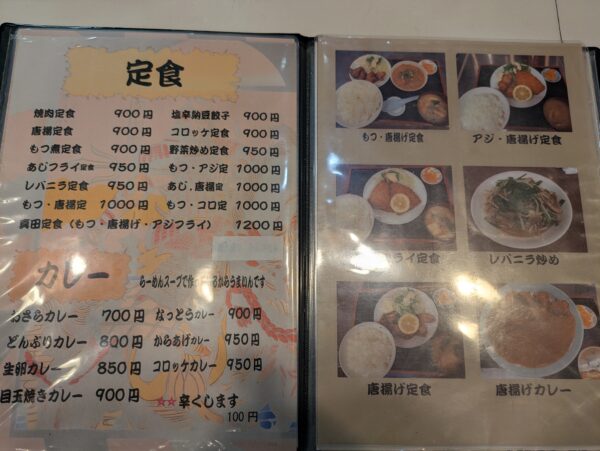 定食
焼肉定食 900円 塩辛納豆餃子 900円
唐揚定食 900円 コロッケ定食 900円
もつ煮定食 900円 野菜炒め定食 950円
あじフライ定食 950円 もつ・アジ定 1000円
レバニラ定食 950円 あじ.唐揚定 1000円
もつ・唐揚定 1000円 もつ・コロ定 1000円
真田定食(もつ・唐揚げ・アジフライ) 1200円
カレー
らーめんスープで作ってるからうまいんです
おさらカレー 700円 なっとうカレー 900円
どんぶりカレー 800円 からあげカレー 950円
生卵カレー 850円 コロッケカレー 950円
目玉焼きカレー 900円 ★★辛くします
100円
もつ・唐揚げ定食
アジ・唐揚げ定食
フライ定食
レバニラ炒め
唐揚げ定食
唐揚げカレー